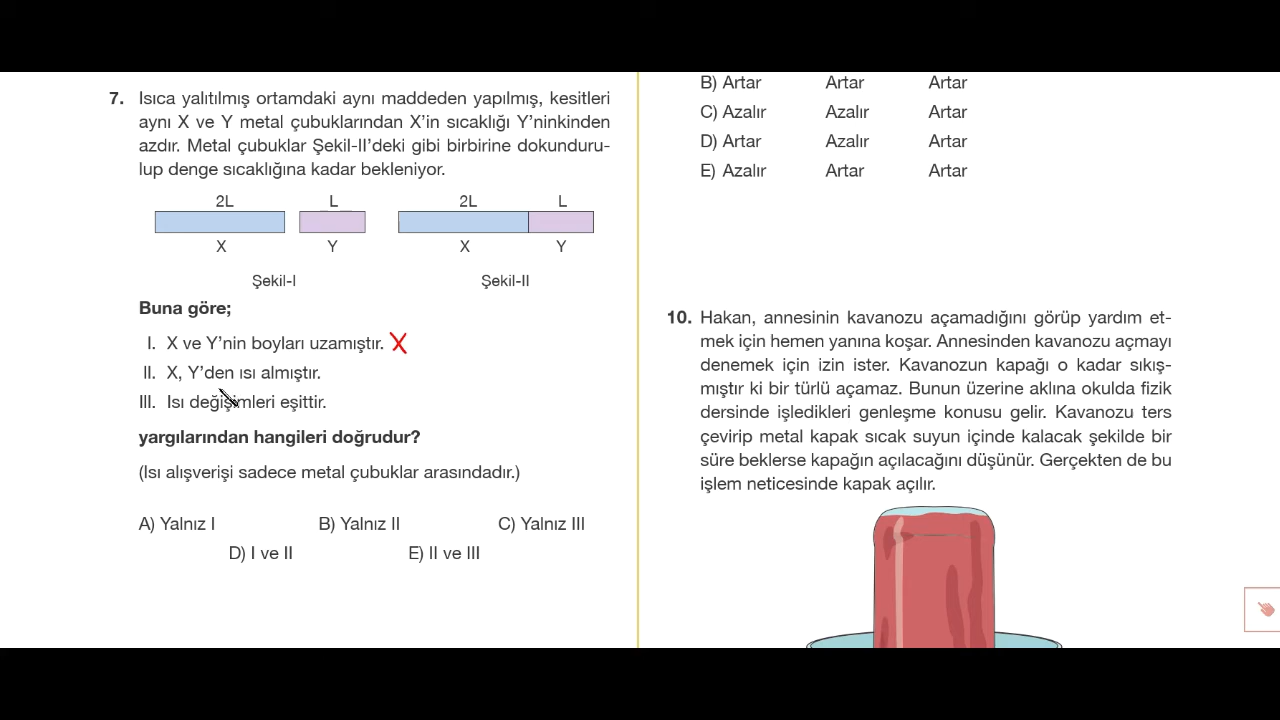 7. Isıca yalıtılmış ortamdaki aynı maddeden yapılmış, kesitleri
aynı X ve Y metal çubuklarından X'in sıcaklığı Y'ninkinden
azdır. Metal çubuklar Şekil-II'deki gibi birbirine dokunduru-
lup denge sıcaklığına kadar bekleniyor.
2L L 2L L
X Y X Y
Şekil-I Şekil-II
Buna göre;
I. X ve Y'nin boyları uzamıştır. X
II. X, Y'den ısı almıştır.
III. Isı değişimleri eşittir.
yargılarından hangileri doğrudur?
(Isı alışverişi sadece metal çubuklar arasındadır.)
A) Yalnız I B) Yalnız II C) Yalnız III
D) I ve II E) II ve III
B) Artar Artar Artar
C) Azalır Azalır Artar
D) Artar Azalır Artar
E) Azalır Artar Artar
10. Hakan, annesinin kavanozu açamadığını görüp yardım et-
mek için hemen yanına koşar. Annesinden kavanozu açmayı
denemek için izin ister. Kavanozun kapağı o kadar sıkış-
mıştır ki bir türlü açamaz. Bunun üzerine aklına okulda fizik
dersinde işledikleri genleşme konusu gelir. Kavanozu ters
çevirip metal kapak sıcak suyun içinde kalacak şekilde bir
süre beklerse kapağın açılacağını düşünür. Gerçekten de bu
işlem neticesinde kapak açılır.